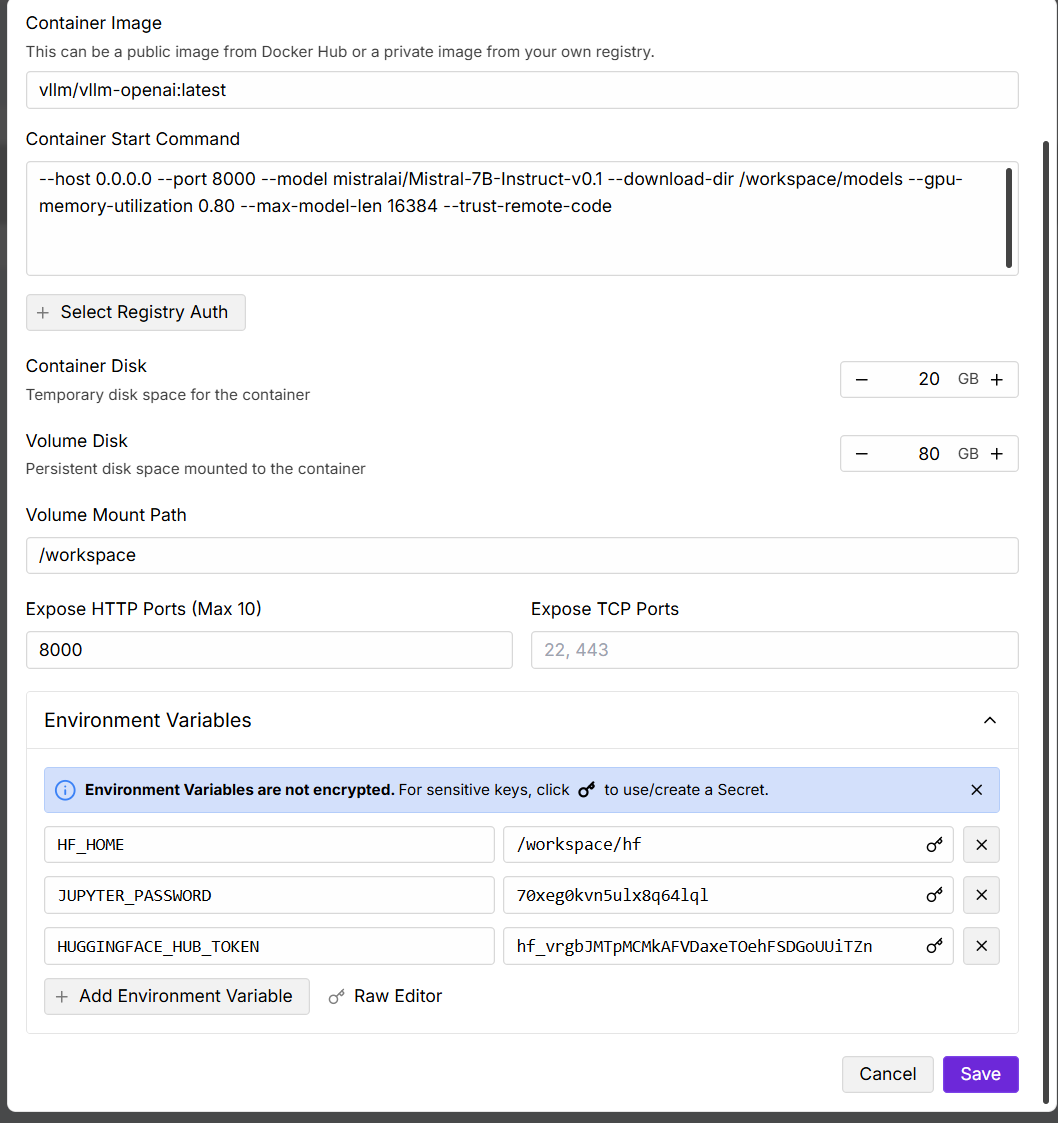 Container Image
This can be a public image from Docker Hub or a private image from your own registry.
vllm/vllm-openai:latest
Container Start Command
--host 0.0.0.0 --port 8000 --model mistralai/Mistral-7B-Instruct-v0.1 --download-dir /workspace/models --gpu-
memory-utilization 0.80 --max-model-len 16384 --trust-remote-code
+ Select Registry Auth
Container Disk
Temporary disk space for the container
− 20 GB +
Volume Disk
Persistent disk space mounted to the container
− 80 GB +
Volume Mount Path
/workspace
Expose HTTP Ports (Max 10)
8000
Expose TCP Ports
22, 443
Environment Variables
Environment Variables are not encrypted. For sensitive keys, click to use/create a Secret.
HF_HOME
/workspace/hf
JUPYTER_PASSWORD
70xeg0kvn5ulx8q64lql
HUGGINGFACE_HUB_TOKEN
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
+ Add Environment Variable
Raw Editor
Cancel
Save